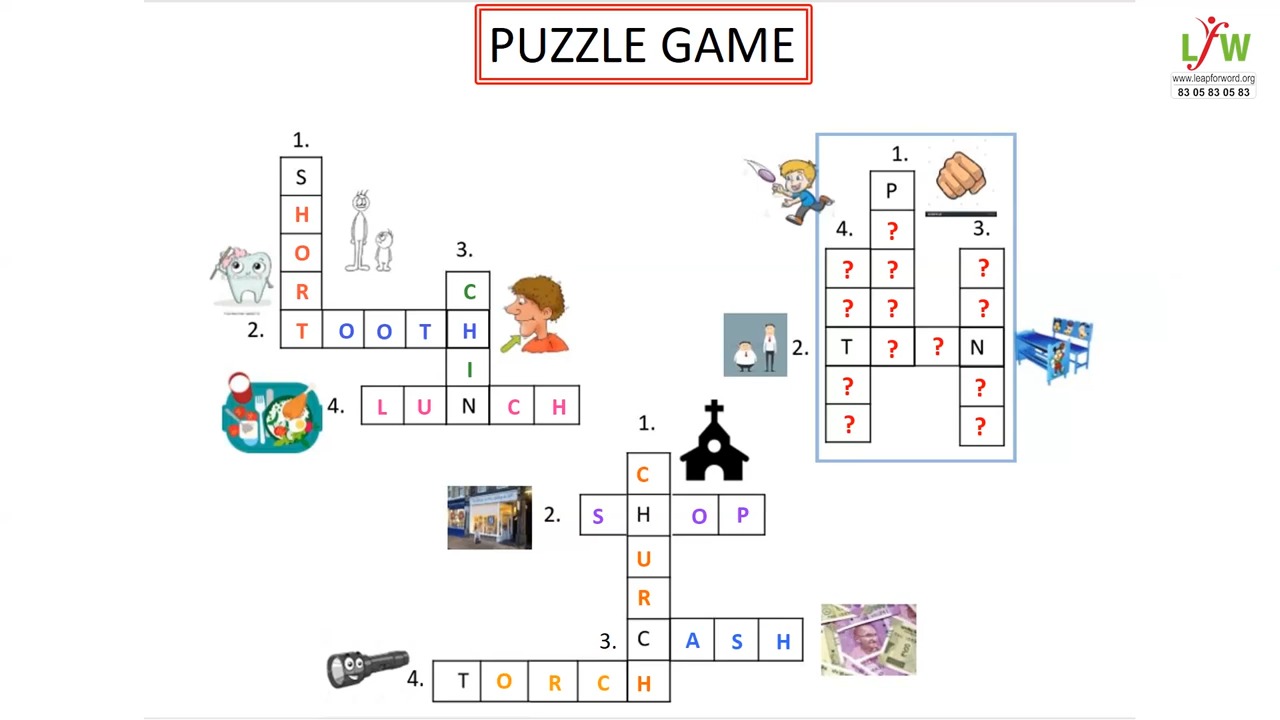 PUZZLE GAME
LfW
www.leapforword.org
83 05 83 05 83
1.
S
H
O
R
2. T O O T H
3.
C
I
4. L U N C H
1.
P
4. ? 3.
? ? ?
? ? ?
2. T ? ? N
? ?
? ?
1.
C
2. S H O P
U
R
3. C A S H
4. T O R C H